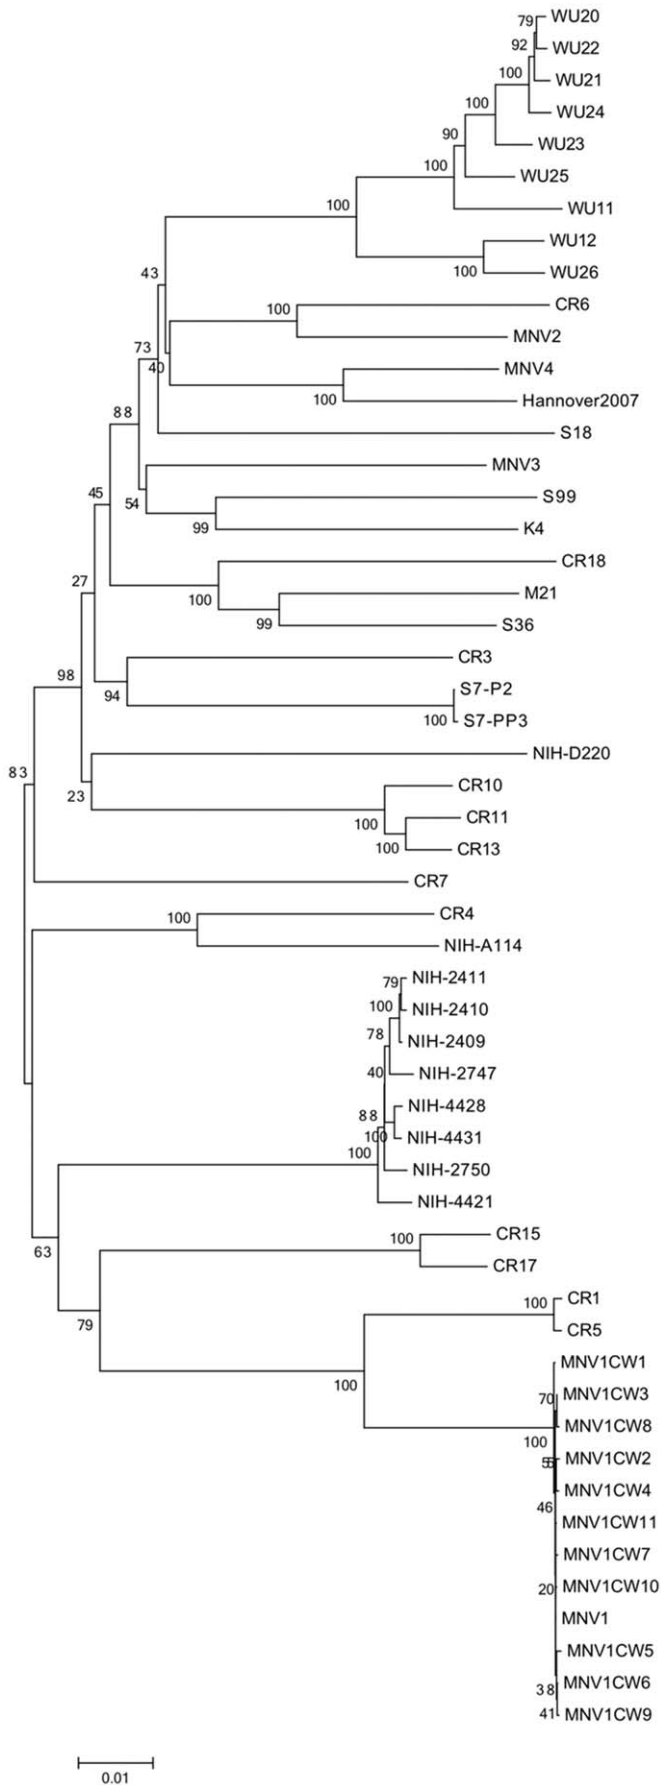 79
WU20
92
WU22
100
WU21
100
WU24
90
WU23
100
WU25
100
WU11
WU12
100
WU26
43
100
CR6
MNV2
73
40
MNV4
100
Hannover2007
88
S18
MNV3
45
54
S99
99
K4
CR18
27
100
M21
99
S36
98
CR3
94
S7-P2
100
S7-PP3
NIH-D220
83
23
CR10
100
CR11
100
CR13
CR7
100
CR4
NIH-A114
79
NIH-2411
100
NIH-2410
78
NIH-2409
40
NIH-2747
88
NIH-4428
100
NIH-4431
100
NIH-2750
NIH-4421
63
100
CR15
CR17
79
100
CR1
CR5
100
MNV1CW1
70
MNV1CW3
MNV1CW8
100
MNV1CW2
MNV1CW4
46
MNV1CW11
MNV1CW7
20
MNV1CW10
MNV1
MNV1CW5
38
MNV1CW6
41
MNV1CW9
0.01